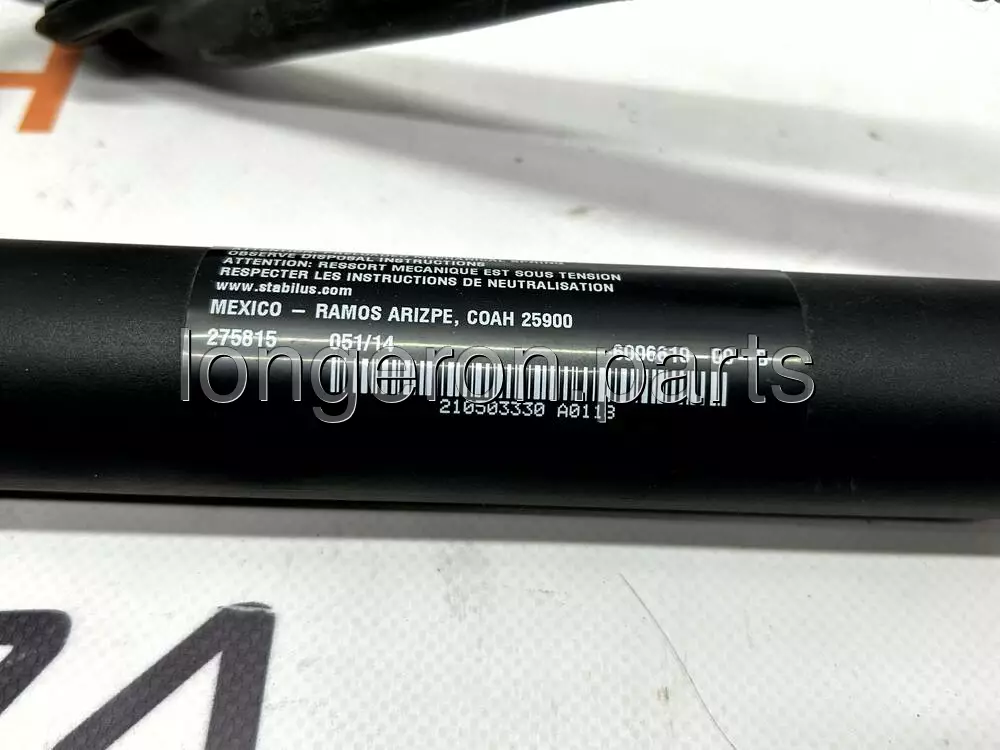 OBSERVE DISPOSAL INSTRUCTIONS
ATTENTION: RESSORT MECANIQUE EST SOUS TENSION
RESPECTER LES INSTRUCTIONS DE NEUTRALISATION
www.stabilus.com
MEXICO – RAMOS ARIZPE, COAH 25900
275815 051/14
longeron.parts
210503330 A011B